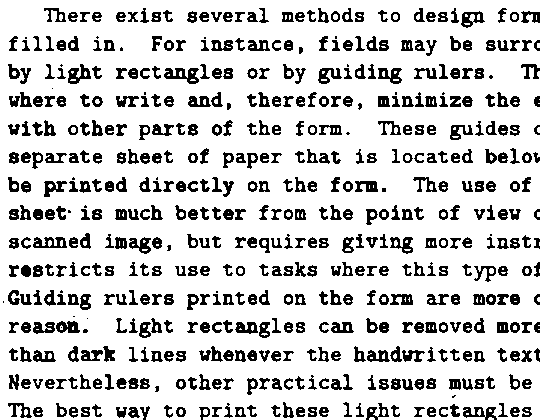 There exist several methods to design form
filled in. For instance, fields may be surro
by light rectangles or by guiding rulers. Th
where to write and, therefore, minimize the e
with other parts of the form. These guides o
separate sheet of paper that is located below
be printed directly on the form. The use of
sheet is much better from the point of view o
scanned image, but requires giving more instr
restricts its use to tasks where this type of
Guiding rulers printed on the form are more c
reason. Light rectangles can be removed more
than dark lines whenever the handwritten text
Nevertheless, other practical issues must be
The best way to print these light rectangles